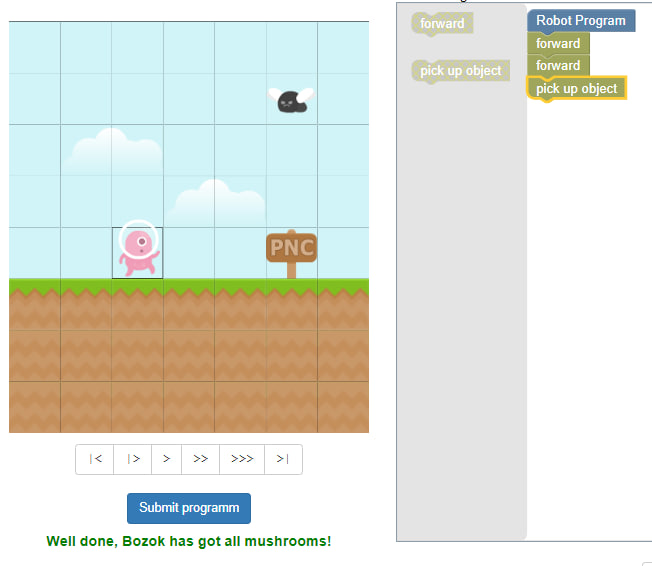 forward
pick up object
Robot Program
forward
forward
pick up object
PNC
|< |> > >> >>> >|
Submit programm
Well done, Bozok has got all mushrooms!